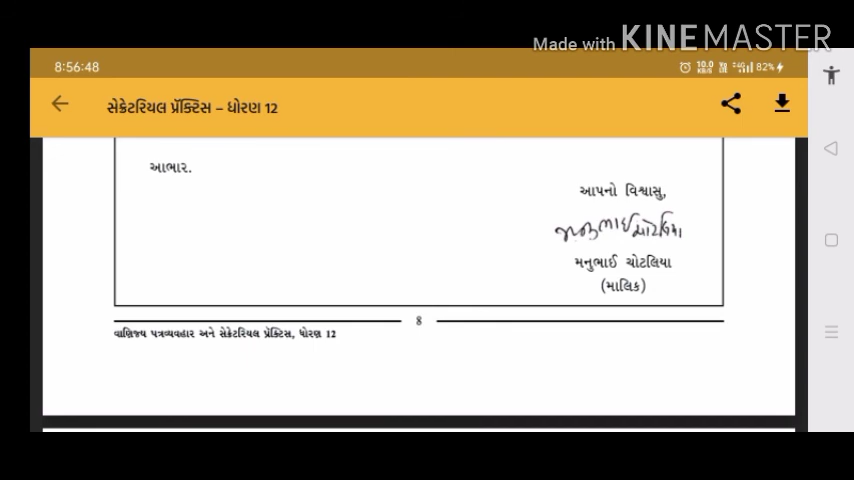 Made with KINEMASTER
8:56:48
82%
સેક્રેટરિયલ પ્રૅક્ટિસ – ધોરણ 12
આભાર.
આપનો વિશ્વાસુ,
મનુભાઈ ચોટલિયા
(માલિક)
8
વાણિજ્ય પત્રવ્યવહાર અને સેક્રેટરિયલ પ્રૅક્ટિસ, ધોરણ 12